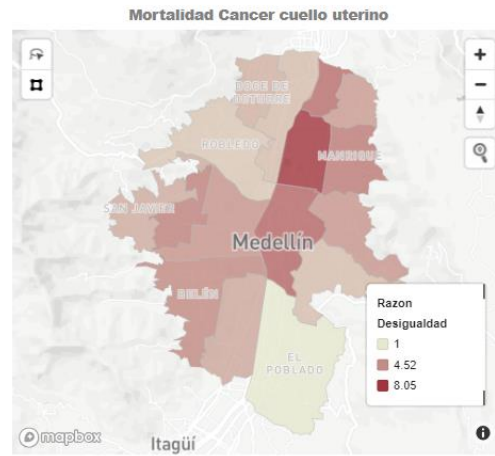 Mortalidad Cancer cuello uterino
DOCE DE
OCTUBRE
ROBLEDO
MANRIQUE
SAN JAVIER
Medellín
BELÉN
EL
POBLADO
Razon
Desigualdad
1
4.52
8.05
mapbox
Itagüí